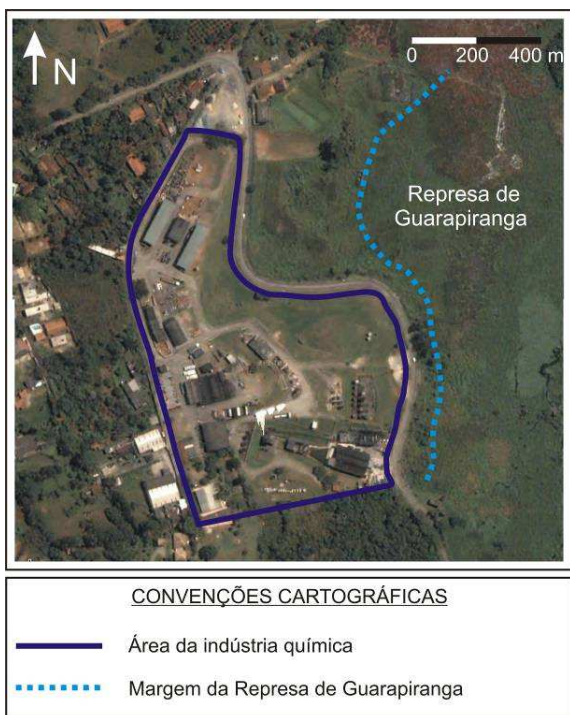 N
0 200 400 m
Represa de
Guarapiranga
CONVENÇÕES CARTOGRÁFICAS
Área da indústria química
Margem da Represa de Guarapiranga